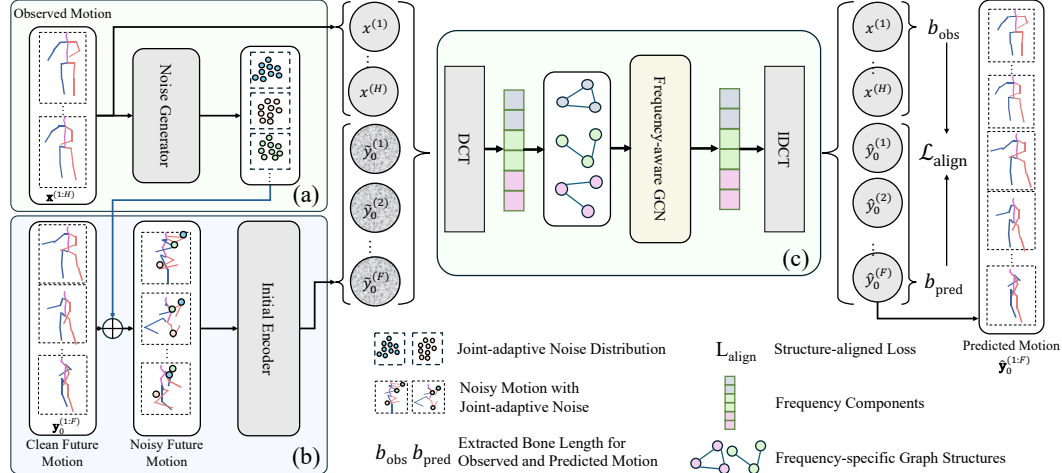 Observed Motion
x^(1:H)
Noise Generator
(a)
y_0^(1:F)
Clean Future
Motion
Noisy Future
Motion
Initial Encoder
(b)
x^(1)
x^(H)
ỹ_0^(1)
ỹ_0^(2)
ỹ_0^(F)
DCT
Frequency-aware GCN
IDCT
(c)
x^(1)
x^(H)
ŷ_0^(1)
ŷ_0^(2)
ŷ_0^(F)
b_obs
ℒ_align
b_pred
Predicted Motion
ŷ_0^(1:F)
Joint-adaptive Noise Distribution
Noisy Motion with
Joint-adaptive Noise
b_obs b_pred
Extracted Bone Length for
Observed and Predicted Motion
L_align
Structure-aligned Loss
Frequency Components
Frequency-specific Graph Structures